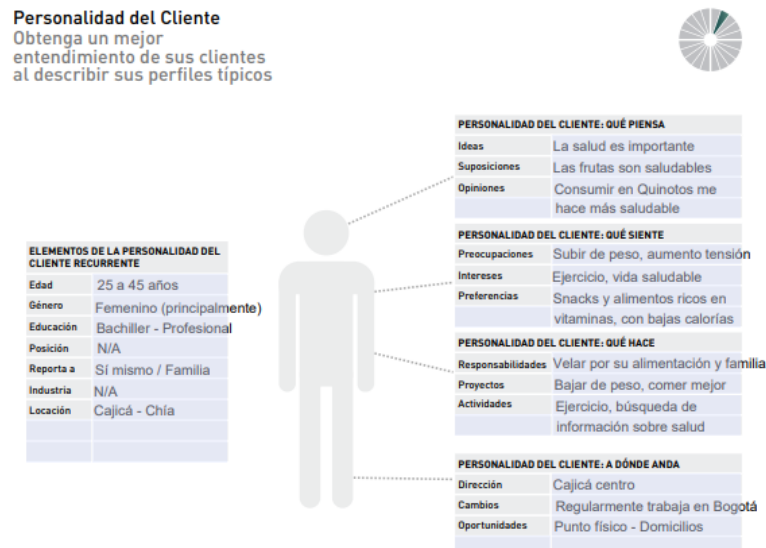 Personalidad del Cliente
Obtenga un mejor
entendimiento de sus clientes
al describir sus perfiles típicos
ELEMENTOS DE LA PERSONALIDAD DEL
CLIENTE RECURRENTE
Edad 25 a 45 años
Género Femenino (principalmente)
Educación Bachiller - Profesional
Posición N/A
Reporta a Sí mismo / Familia
Industria N/A
Locación Cajicá - Chía
PERSONALIDAD DEL CLIENTE: QUÉ PIENSA
Ideas La salud es importante
Suposiciones Las frutas son saludables
Opiniones Consumir en Quinotos me
hace más saludable
PERSONALIDAD DEL CLIENTE: QUÉ SIENTE
Preocupaciones Subir de peso, aumento tensión
Intereses Ejercicio, vida saludable
Preferencias Snacks y alimentos ricos en
vitaminas, con bajas calorías
PERSONALIDAD DEL CLIENTE: QUÉ HACE
Responsabilidades Velar por su alimentación y familia
Proyectos Bajar de peso, comer mejor
Actividades Ejercicio, búsqueda de
información sobre salud
PERSONALIDAD DEL CLIENTE: A DÓNDE ANDA
Dirección Cajicá centro
Cambios Regularmente trabaja en Bogotá
Oportunidades Punto físico - Domicilios